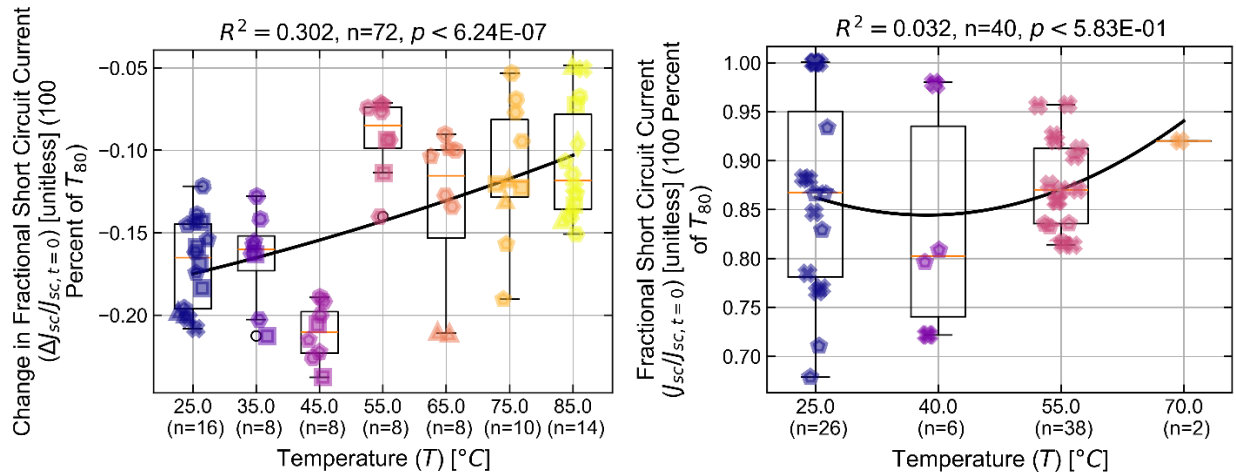 R² = 0.302, n=72, p < 6.24E-07
Change in Fractional Short Circuit Current
(ΔJsc/Jsc, t = 0) [unitless] (100
Percent of T80)
−0.05
−0.10
−0.15
−0.20
25.0 35.0 45.0 55.0 65.0 75.0 85.0
(n=16) (n=8) (n=8) (n=8) (n=8) (n=10) (n=14)
Temperature (T) [°C]
R² = 0.032, n=40, p < 5.83E-01
Fractional Short Circuit Current
(Jsc/Jsc, t = 0) [unitless] (100 Percent
of T80)
1.00
0.95
0.90
0.85
0.80
0.75
0.70
25.0 40.0 55.0 70.0
(n=26) (n=6) (n=38) (n=2)
Temperature (T) [°C]